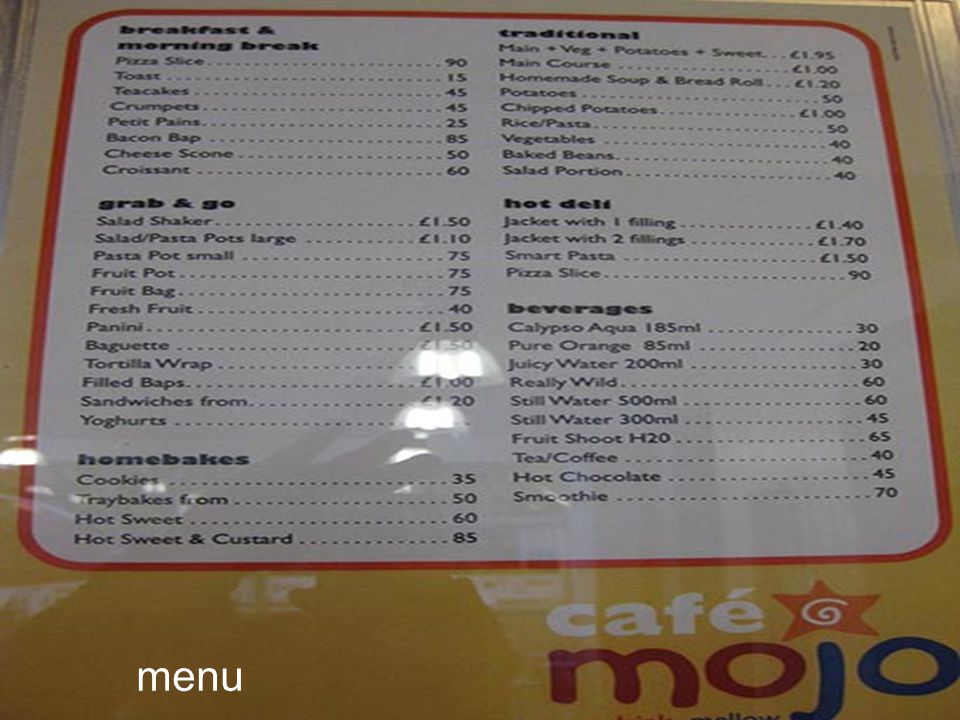 breakfast &
morning break
Pizza Slice 90
Toast 15
Teacakes 45
Crumpets 45
Petit Pains 25
Bacon Bap 85
Cheese Scone 50
Croissant 60
grab & go
Salad Shaker £1.50
Salad/Pasta Pots large £1.10
Pasta Pot small 75
Fruit Pot 75
Fruit Bag 75
Fresh Fruit 40
Panini £1.50
Baguette £1.50
Tortilla Wrap
Filled Baps £1.00
Sandwiches from £1.20
Yoghurts
homebakes
Cookies 35
Traybakes from 50
Hot Sweet 60
Hot Sweet & Custard 85
traditional
Main + Veg + Potatoes + Sweet £1.95
Main Course £1.00
Homemade Soup & Bread Roll £1.20
Potatoes 50
Chipped Potatoes £1.00
Rice/Pasta 50
Vegetables 40
Baked Beans 40
Salad Portion 40
hot deli
Jacket with 1 filling £1.40
Jacket with 2 fillings £1.70
Smart Pasta £1.50
Pizza Slice 90
beverages
Calypso Aqua 185ml 30
Pure Orange 85ml 20
Juicy Water 200ml 30
Really Wild 60
Still Water 500ml 60
Still Water 300ml 45
Fruit Shoot H20 65
Tea/Coffee 40
Hot Chocolate 45
Smoothie 70
café
mojo
menu